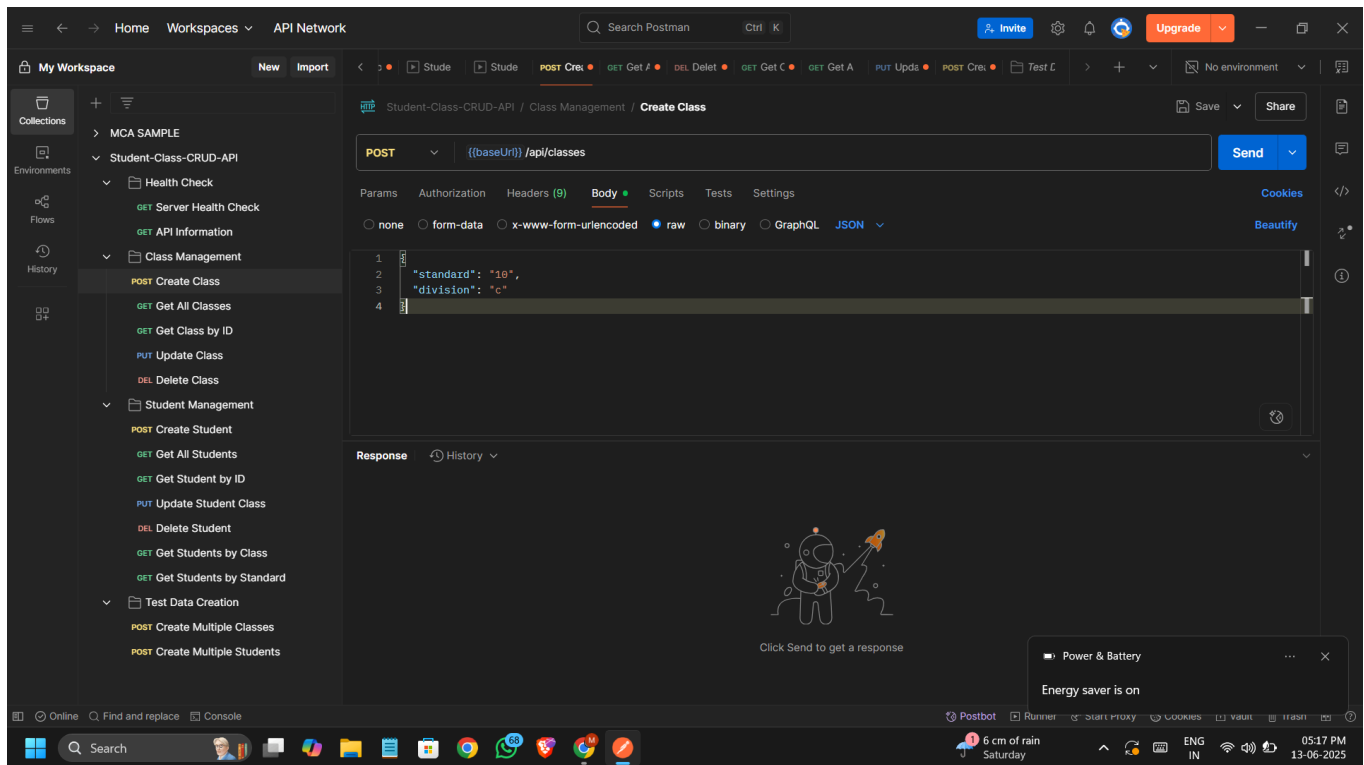 Home Workspaces API Network Search Postman Ctrl K Invite Upgrade
My Workspace New Import
Stude Stude POST Crea GET Get A DEL Delet GET Get C GET Get A PUT Upda POST Crea Test D No environment
Collections
Environments
Flows
History
MCA SAMPLE
Student-Class-CRUD-API
Health Check
GET Server Health Check
GET API Information
Class Management
POST Create Class
GET Get All Classes
GET Get Class by ID
PUT Update Class
DEL Delete Class
Student Management
POST Create Student
GET Get All Students
GET Get Student by ID
PUT Update Student Class
DEL Delete Student
GET Get Students by Class
GET Get Students by Standard
Test Data Creation
POST Create Multiple Classes
POST Create Multiple Students
HTTP Student-Class-CRUD-API / Class Management / Create Class Save Share
POST {{baseUrl}} /api/classes Send
Params Authorization Headers (9) Body Scripts Tests Settings Cookies
none form-data x-www-form-urlencoded raw binary GraphQL JSON Beautify
1 {
2 "standard": "10",
3 "division": "c"
4 }
Response History
Click Send to get a response
Power & Battery
Energy saver is on
Online Find and replace Console Postbot Runner Start Proxy Cookies Vault Trash
Search 68 M 1 6 cm of rain ENG 05:17 PM
Saturday IN 13-06-2025